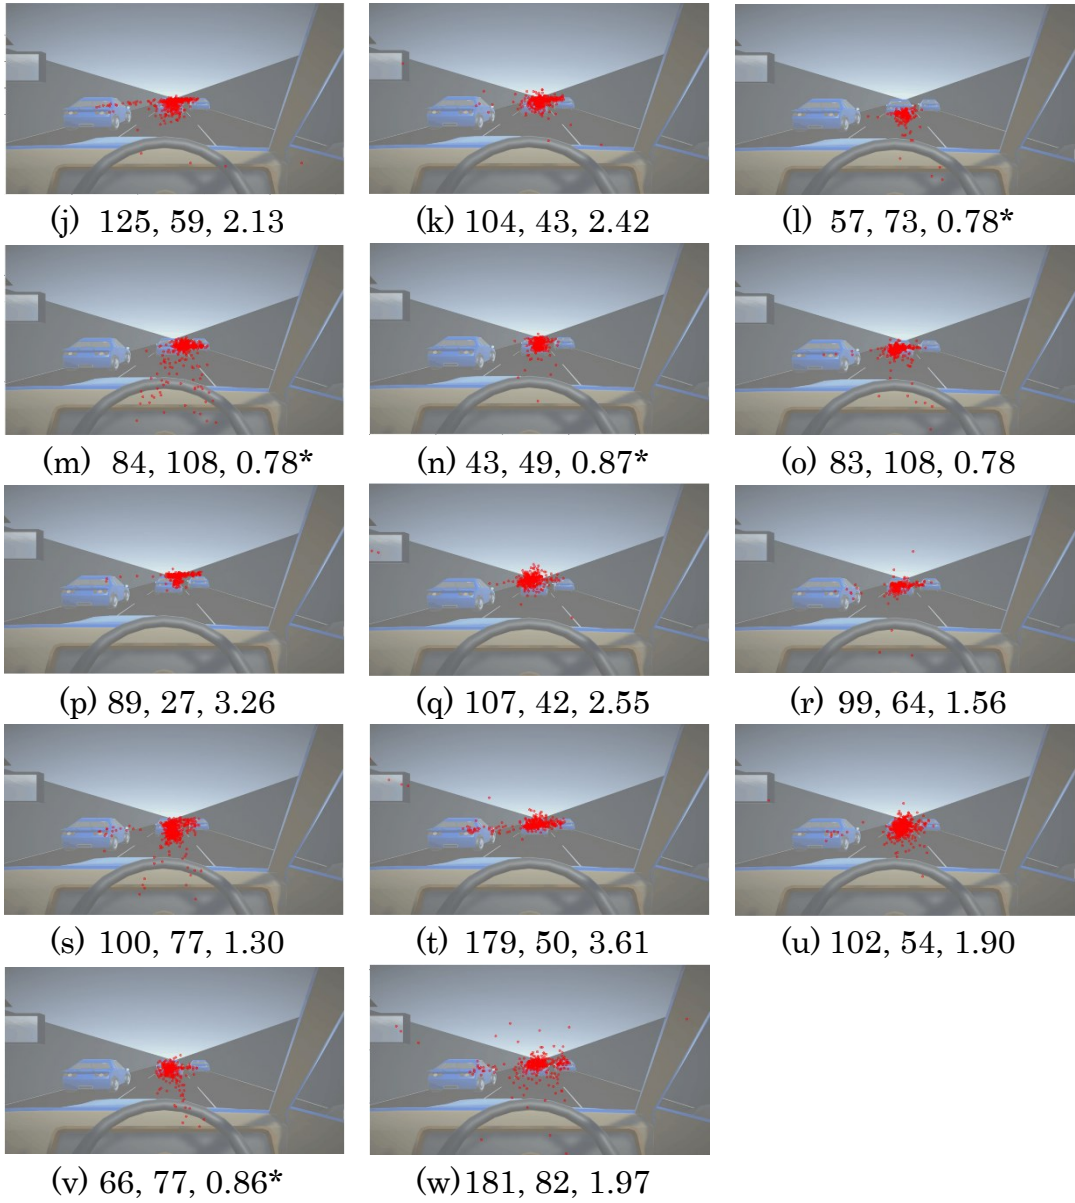 (j) 125, 59, 2.13
(k) 104, 43, 2.42
(l) 57, 73, 0.78*
(m) 84, 108, 0.78*
(n) 43, 49, 0.87*
(o) 83, 108, 0.78
(p) 89, 27, 3.26
(q) 107, 42, 2.55
(r) 99, 64, 1.56
(s) 100, 77, 1.30
(t) 179, 50, 3.61
(u) 102, 54, 1.90
(v) 66, 77, 0.86*
(w) 181, 82, 1.97